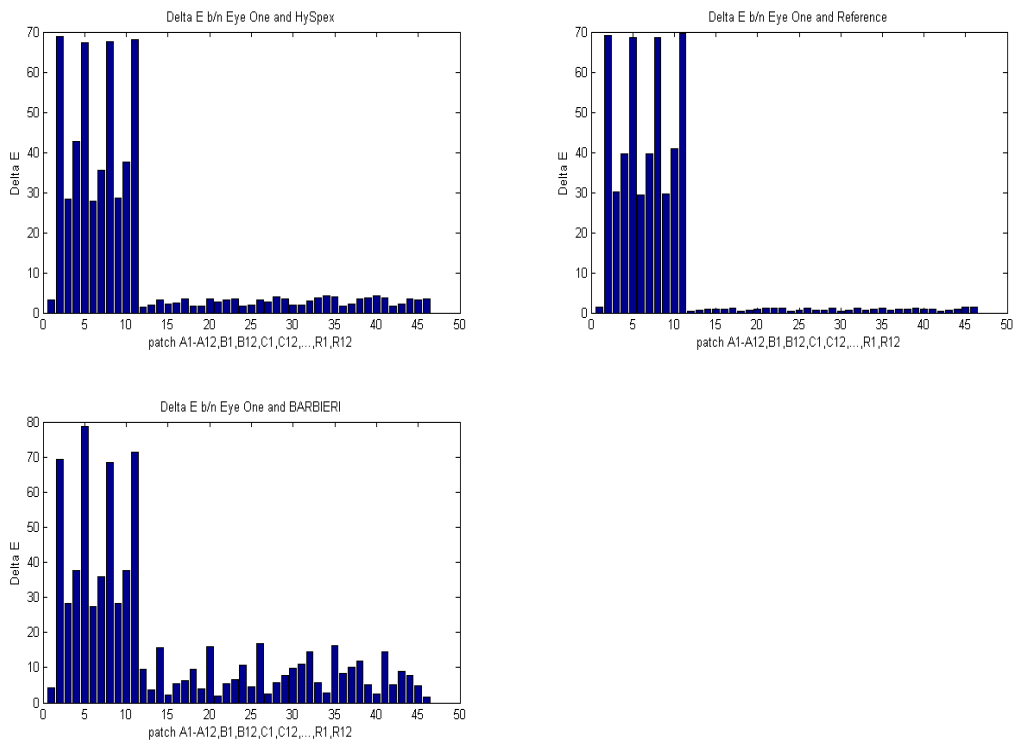 Delta E b/n Eye One and HySpex
70
60
50
40
30
20
10
0
Delta E
0 5 10 15 20 25 30 35 40 45 50
patch A1-A12,B1,B12,C1,C12,...,R1,R12
Delta E b/n Eye One and Reference
70
60
50
40
30
20
10
0
Delta E
0 5 10 15 20 25 30 35 40 45 50
patch A1-A12,B1,B12,C1,C12,...,R1,R12
Delta E b/n Eye One and BARBIERI
80
70
60
50
40
30
20
10
0
Delta E
0 5 10 15 20 25 30 35 40 45 50
patch A1-A12,B1,B12,C1,C12,...,R1,R12